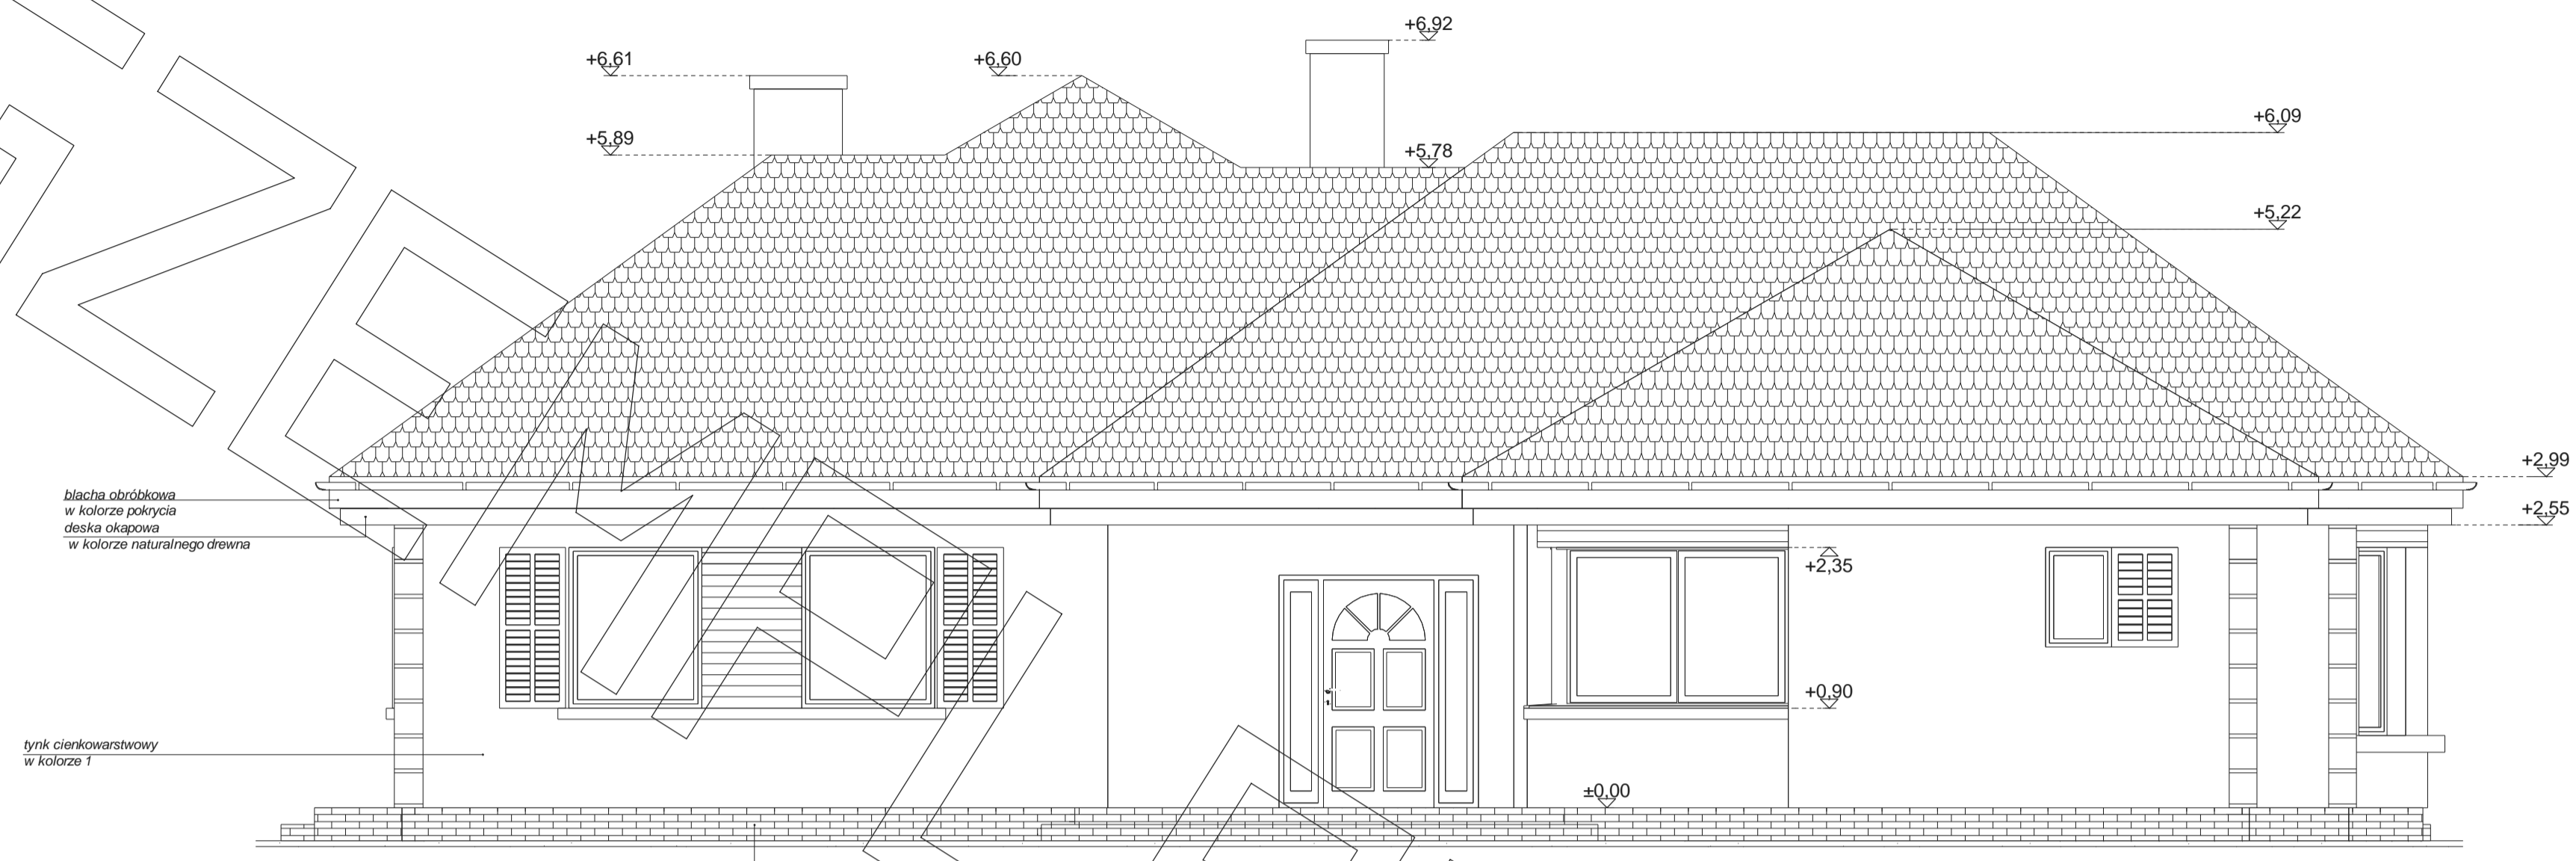 +6,92
+6,61
+6,60
+6,09
+5,89
+5,78
+5,22
+2,99
blacha obróbkowa
w kolorze pokrycia
+2,55
deska okapowa
w kolorze naturalnego drewna
+2,35
+0,90
tynk cienkowarstwowy
w kolorze 1
±0,00